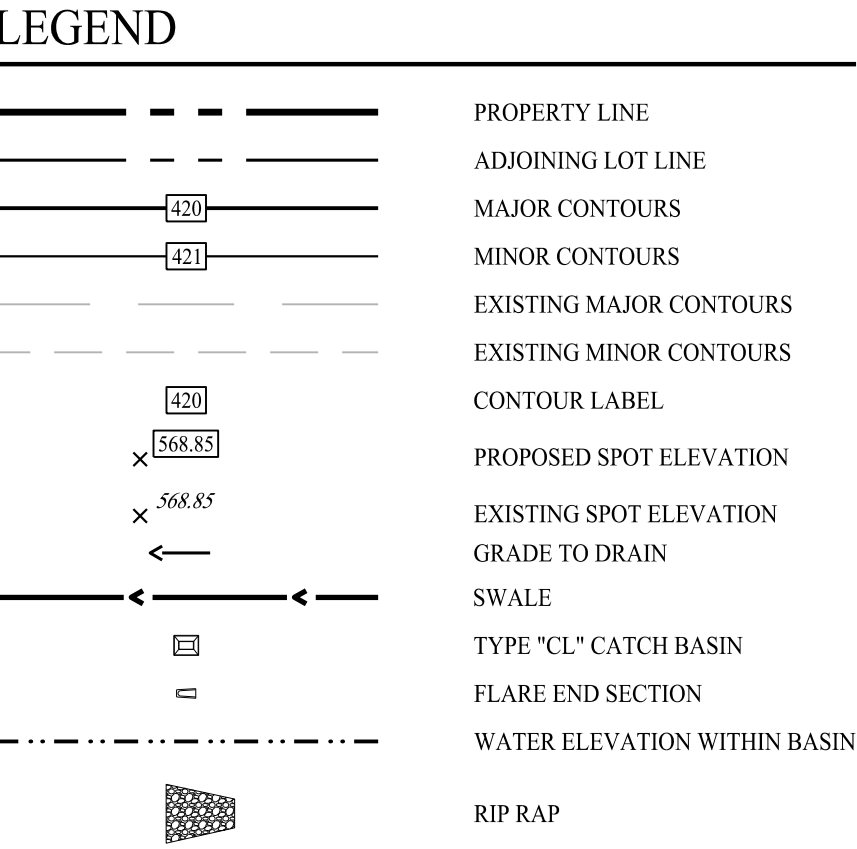 LEGEND
PROPERTY LINE
ADJOINING LOT LINE
420 MAJOR CONTOURS
421 MINOR CONTOURS
EXISTING MAJOR CONTOURS
EXISTING MINOR CONTOURS
420 CONTOUR LABEL
568.85 PROPOSED SPOT ELEVATION
568.85 EXISTING SPOT ELEVATION
GRADE TO DRAIN
SWALE
TYPE "CL" CATCH BASIN
FLARE END SECTION
WATER ELEVATION WITHIN BASIN
RIP RAP